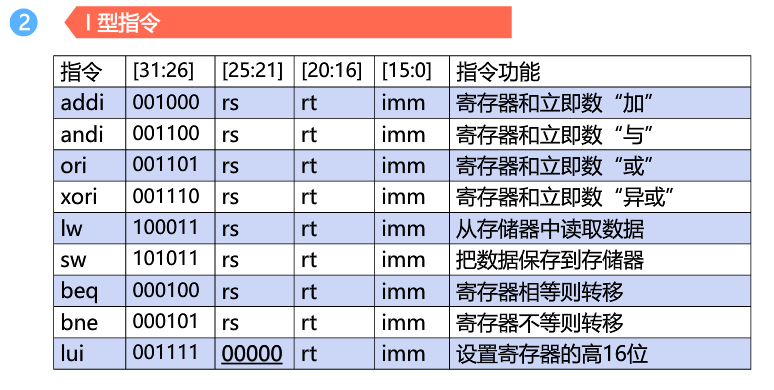 2 I 型指令
指令 [31:26] [25:21] [20:16] [15:0] 指令功能
addi 001000 rs rt imm 寄存器和立即数“加”
andi 001100 rs rt imm 寄存器和立即数“与”
ori 001101 rs rt imm 寄存器和立即数“或”
xori 001110 rs rt imm 寄存器和立即数“异或”
lw 100011 rs rt imm 从存储器中读取数据
sw 101011 rs rt imm 把数据保存到存储器
beq 000100 rs rt imm 寄存器相等则转移
bne 000101 rs rt imm 寄存器不等则转移
lui 001111 00000 rt imm 设置寄存器的高16位